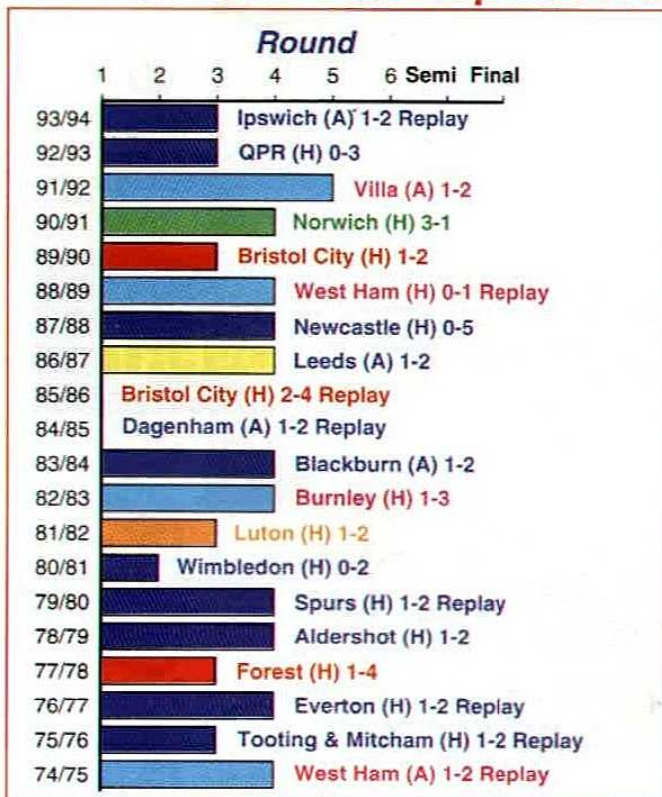 Round
1 2 3 4 5 6 Semi Final
93/94 Ipswich (A) 1-2 Replay
92/93 QPR (H) 0-3
91/92 Villa (A) 1-2
90/91 Norwich (H) 3-1
89/90 Bristol City (H) 1-2
88/89 West Ham (H) 0-1 Replay
87/88 Newcastle (H) 0-5
86/87 Leeds (A) 1-2
85/86 Bristol City (H) 2-4 Replay
84/85 Dagenham (A) 1-2 Replay
83/84 Blackburn (A) 1-2
82/83 Burnley (H) 1-3
81/82 Luton (H) 1-2
80/81 Wimbledon (H) 0-2
79/80 Spurs (H) 1-2 Replay
78/79 Aldershot (H) 1-2
77/78 Forest (H) 1-4
76/77 Everton (H) 1-2 Replay
75/76 Tooting & Mitcham (H) 1-2 Replay
74/75 West Ham (A) 1-2 Replay